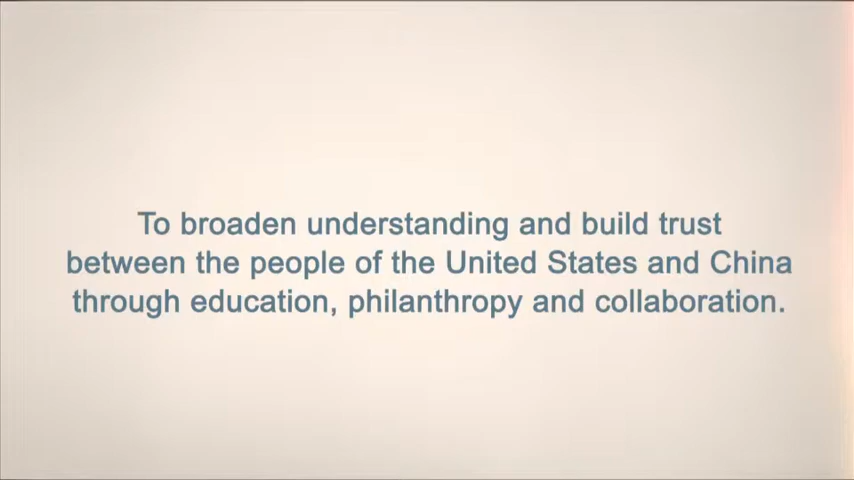 To broaden understanding and build trust
between the people of the United States and China
through education, philanthropy and collaboration.